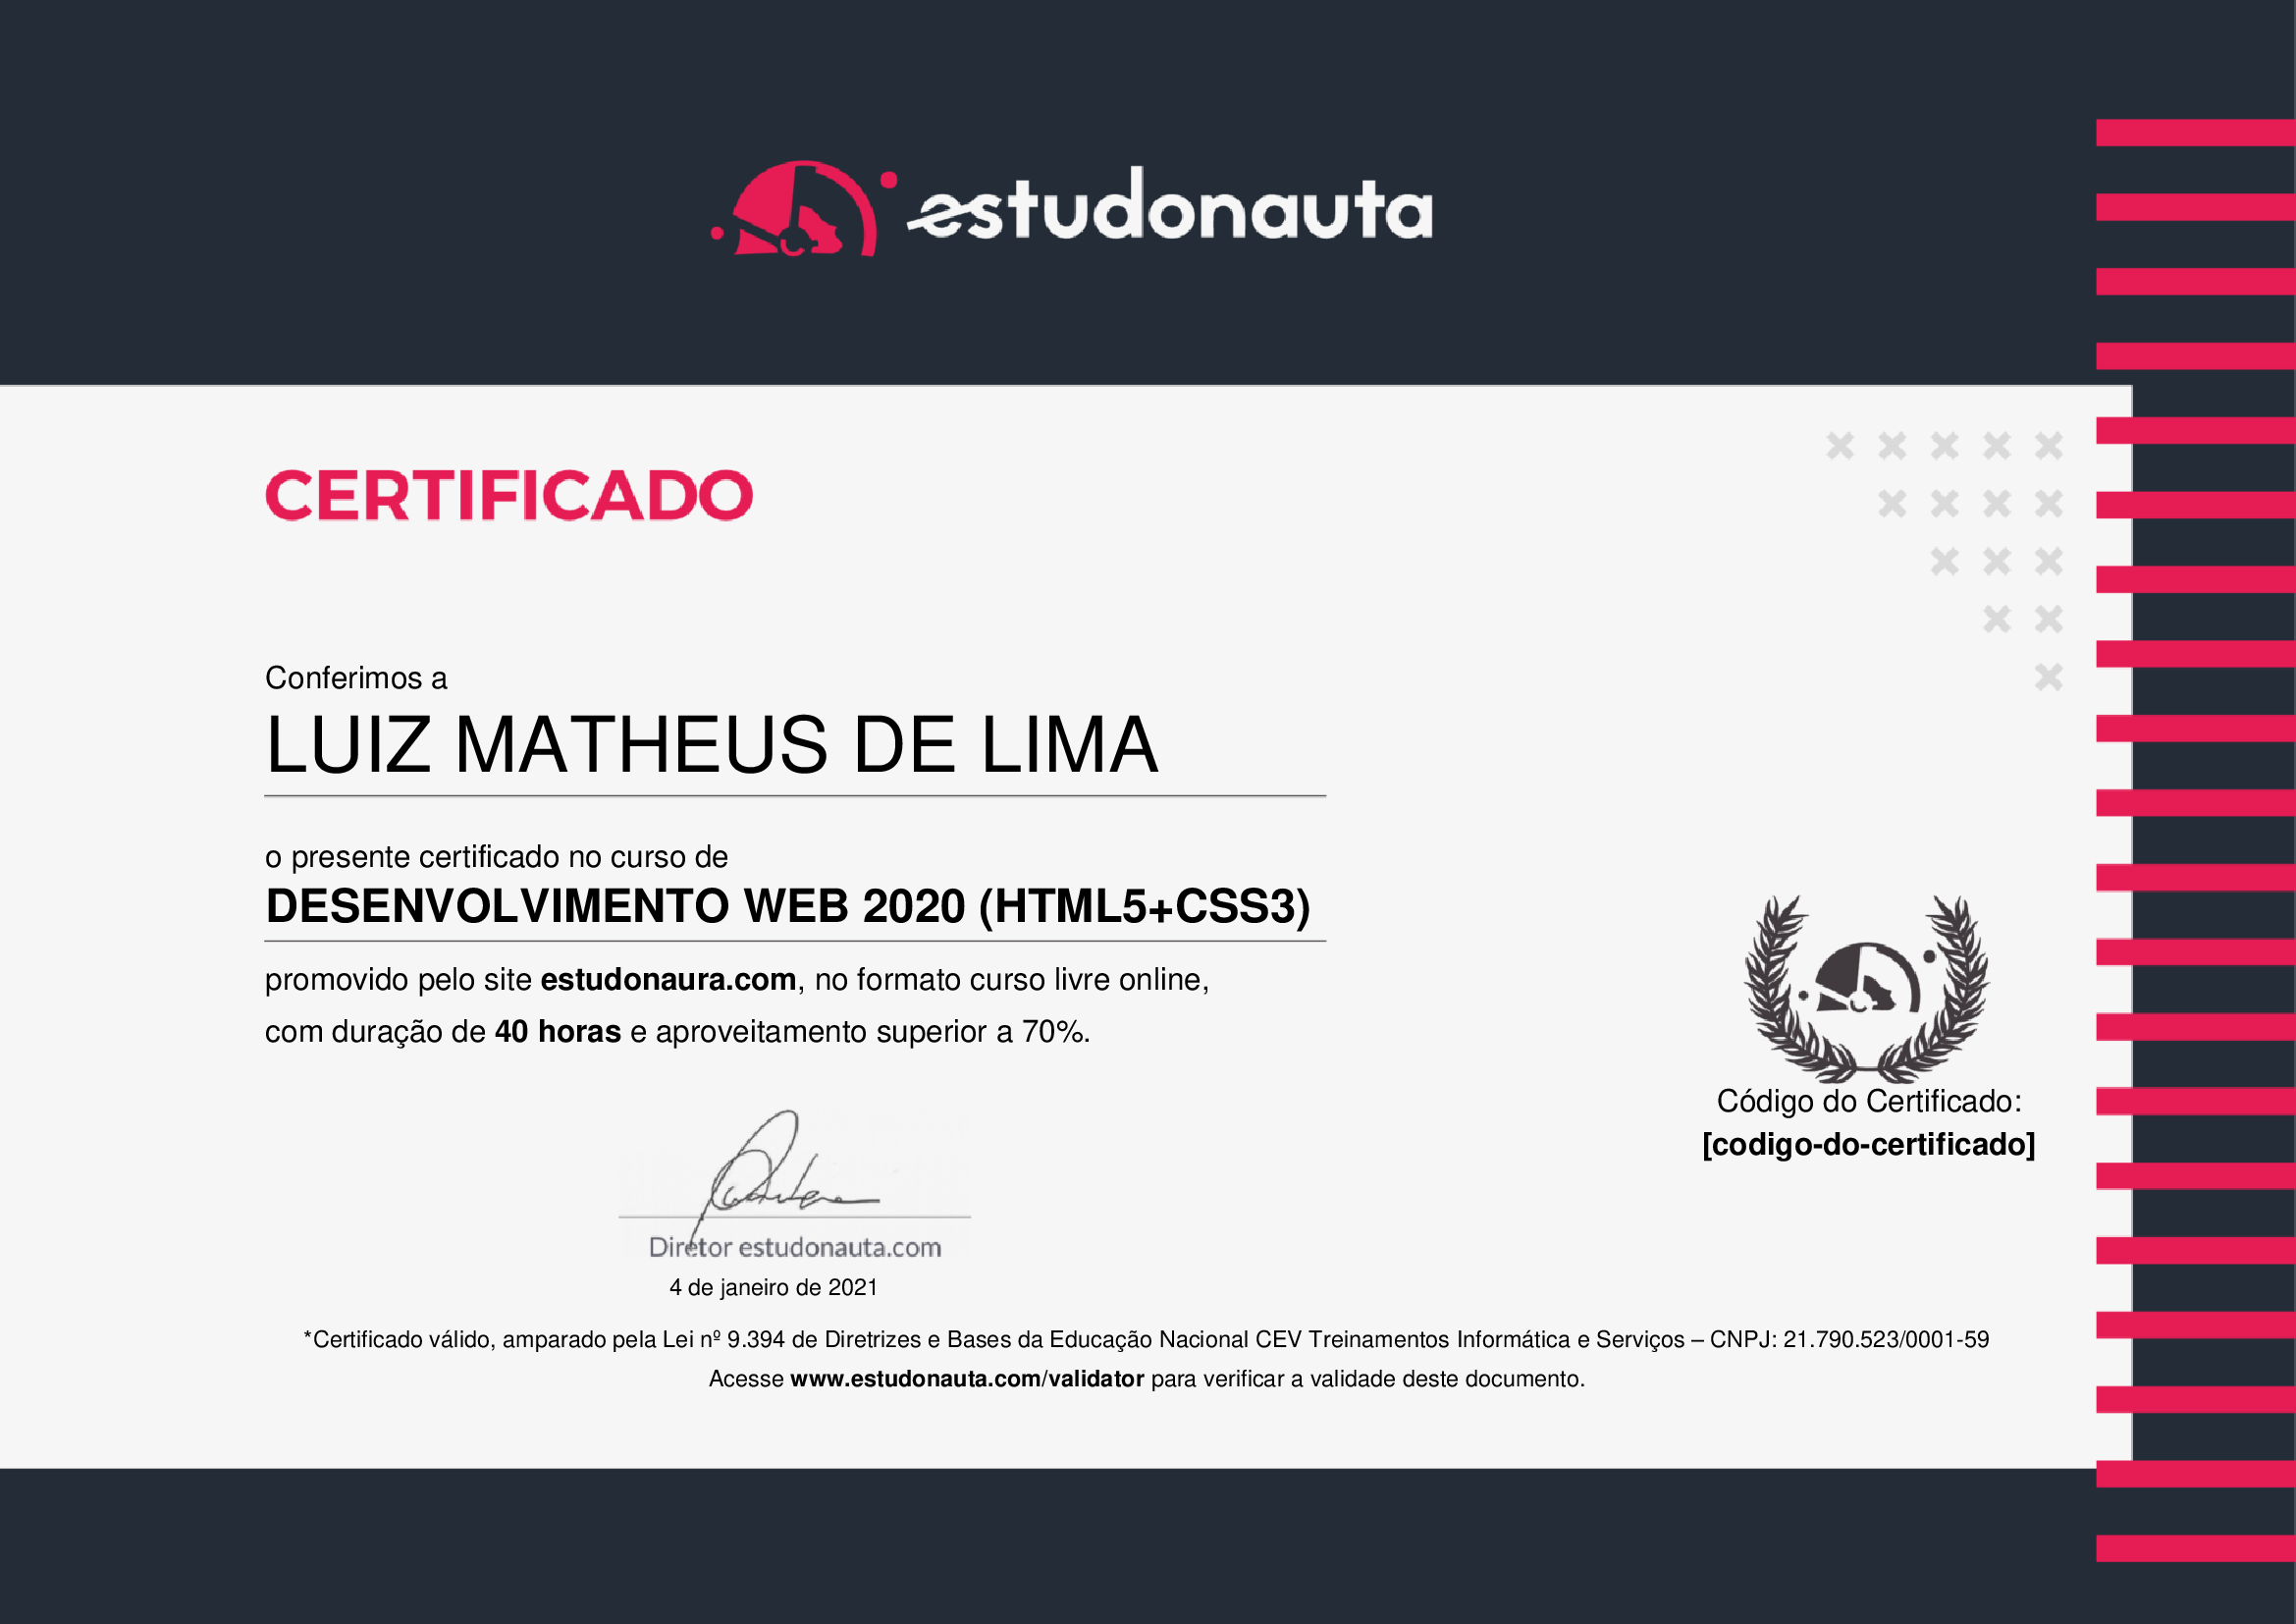 estudonauta
CERTIFICADO
Conferimos a
LUIZ MATHEUS DE LIMA
o presente certificado no curso de
DESENVOLVIMENTO WEB 2020 (HTML5+CSS3)
promovido pelo site estudonaura.com, no formato curso livre online,
com duração de 40 horas e aproveitamento superior a 70%.
Código do Certificado:
[codigo-do-certificado]
Diretor estudonauta.com
4 de janeiro de 2021
*Certificado válido, amparado pela Lei nº 9.394 de Diretrizes e Bases da Educação Nacional CEV Treinamentos Informática e Serviços – CNPJ: 21.790.523/0001-59
Acesse www.estudonauta.com/validator para verificar a validade deste documento.